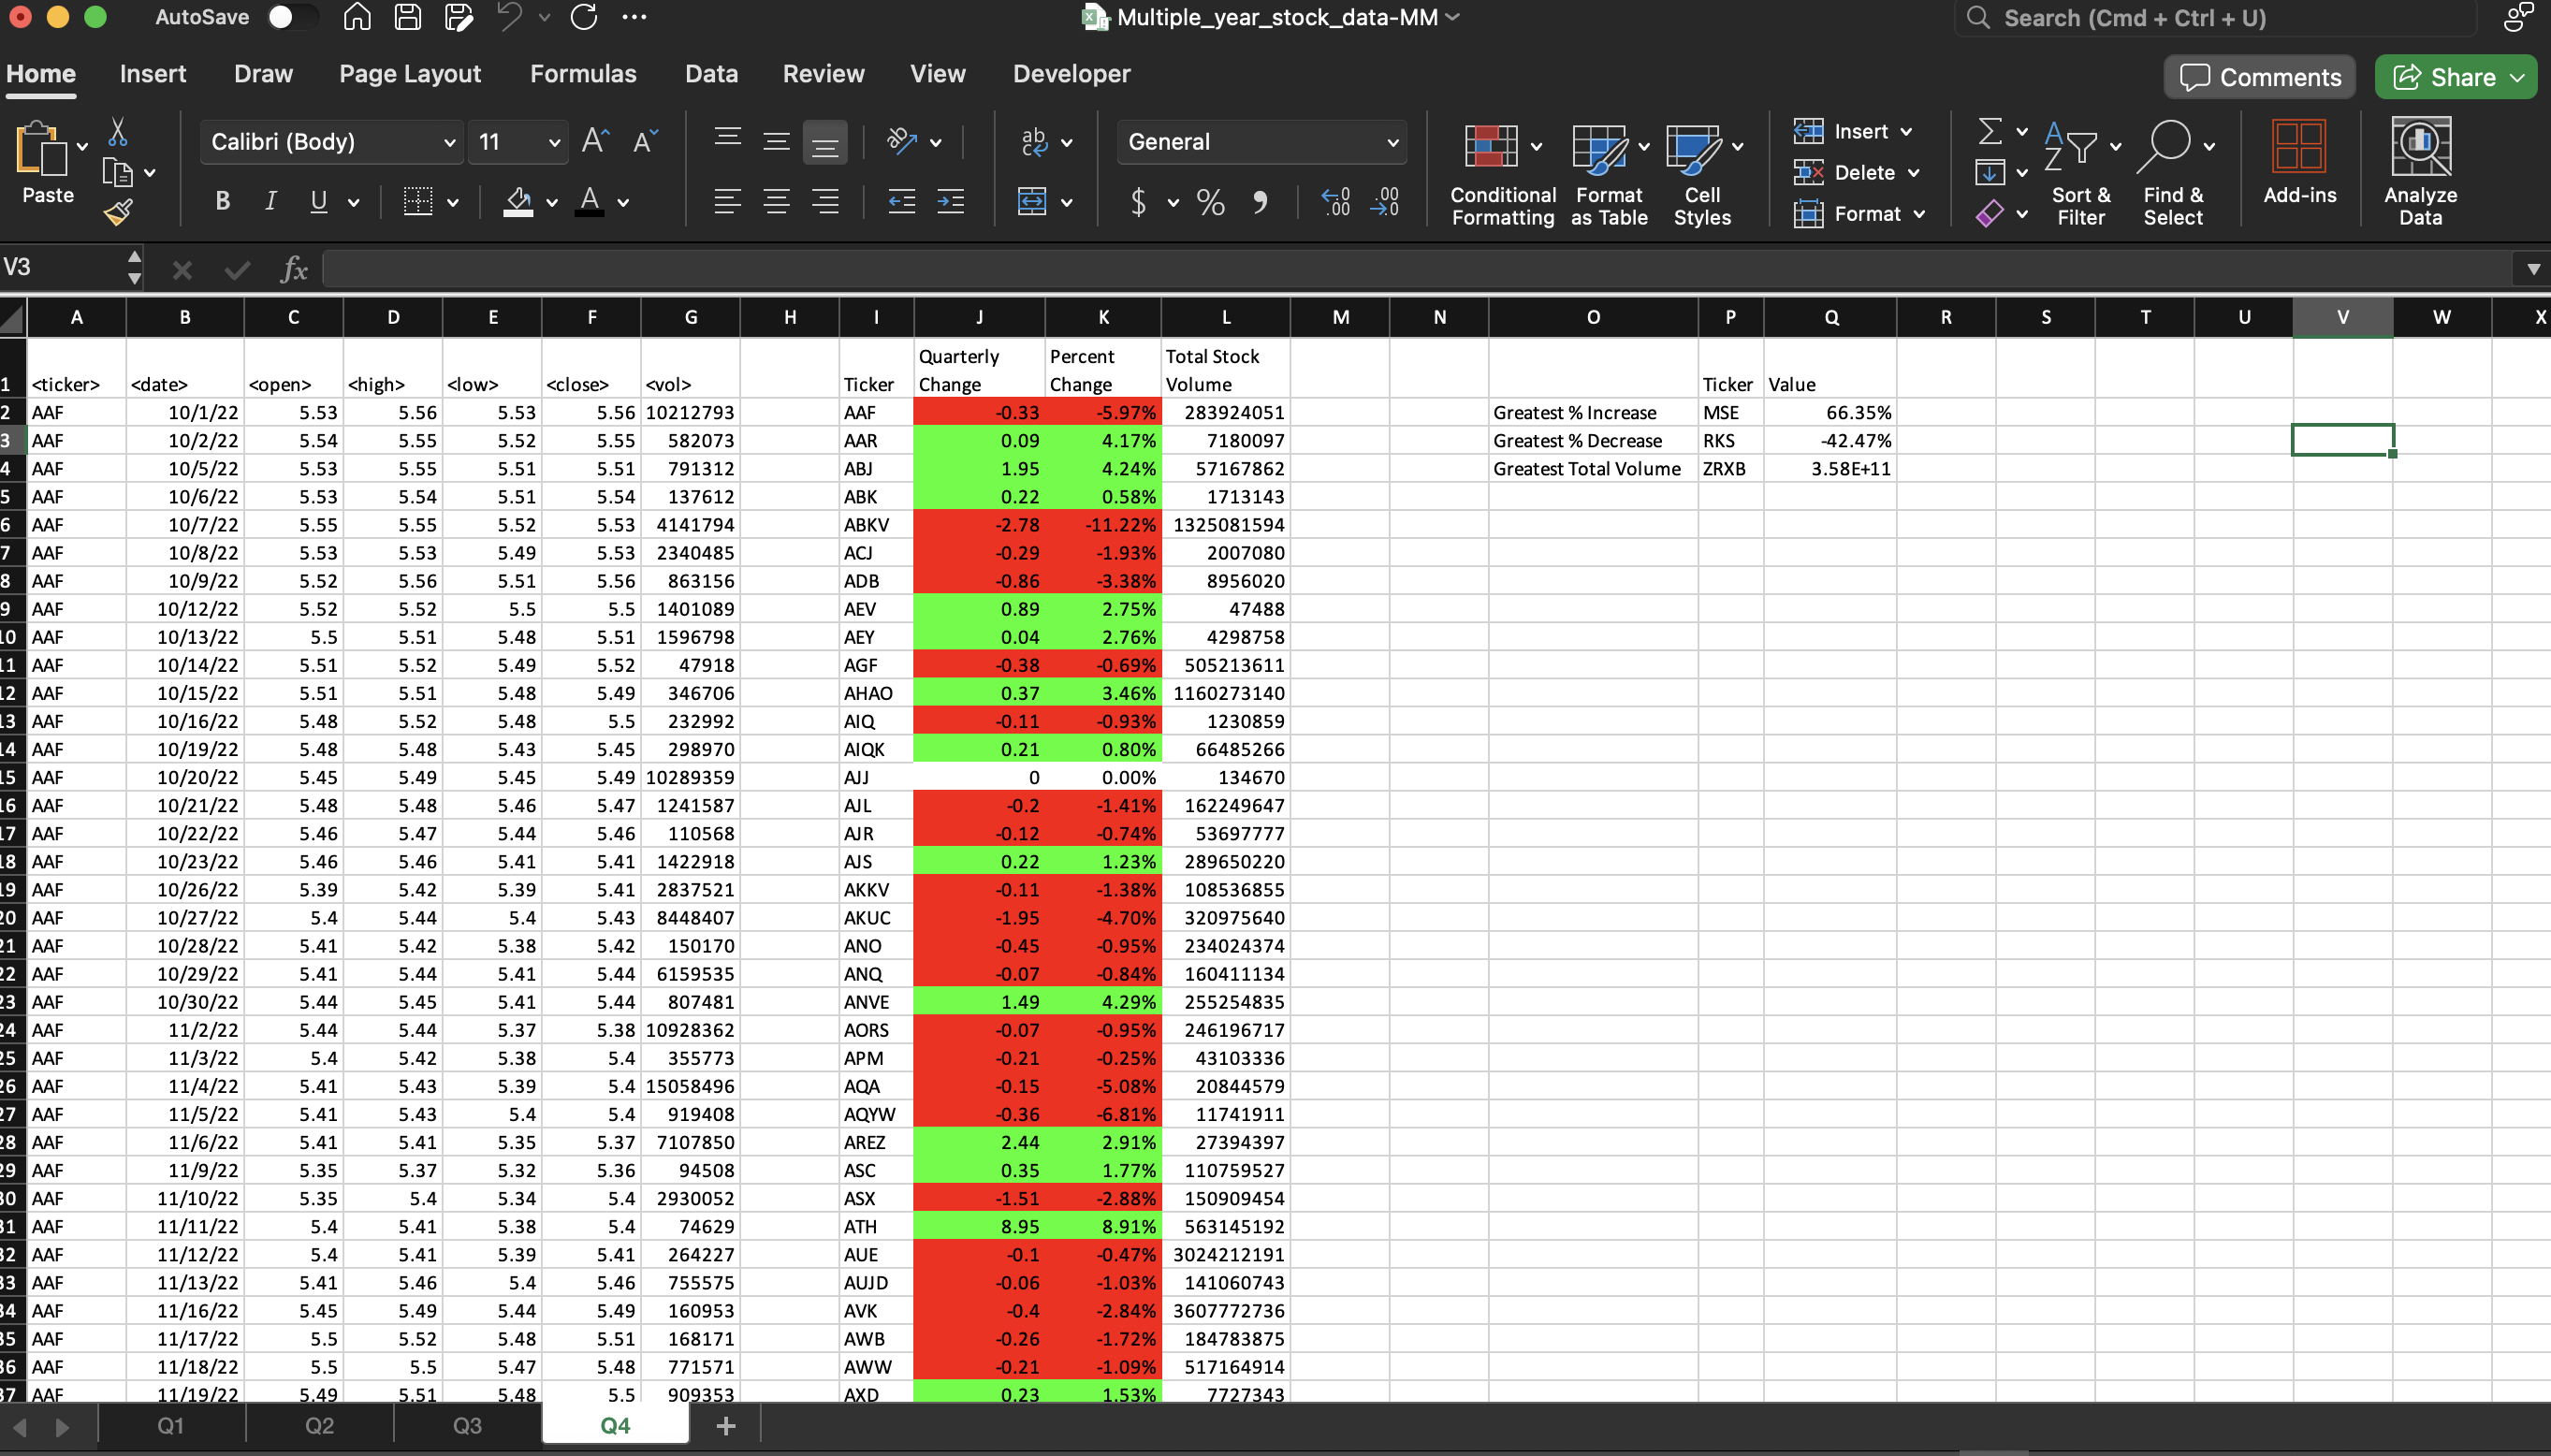 AutoSave
Multiple_year_stock_data-MM
Search (Cmd + Ctrl + U)
Home Insert Draw Page Layout Formulas Data Review View Developer Comments Share
Paste
Calibri (Body) 11
B I U A
General
$ % 9
Conditional Formatting
Format as Table
Cell Styles
Insert
Delete
Format
Sort & Filter
Find & Select
Add-ins
Analyze Data
V3 fx
A B C D E F G H I J K L M N O P Q R S T U V W X
1 <ticker> <date> <open> <high> <low> <close> <vol> Ticker Quarterly Change Percent Change Total Stock Volume Ticker Value
2 AAF 10/1/22 5.53 5.56 5.53 5.56 10212793 AAF -0.33 -5.97% 283924051 Greatest % Increase MSE 66.35%
3 AAF 10/2/22 5.54 5.55 5.52 5.55 582073 AAR 0.09 4.17% 7180097 Greatest % Decrease RKS -42.47%
4 AAF 10/5/22 5.53 5.55 5.51 5.51 791312 ABJ 1.95 4.24% 57167862 Greatest Total Volume ZRXB 3.58E+11
5 AAF 10/6/22 5.53 5.54 5.51 5.54 137612 ABK 0.22 0.58% 1713143
6 AAF 10/7/22 5.55 5.55 5.52 5.53 4141794 ABKV -2.78 -11.22% 1325081594
7 AAF 10/8/22 5.53 5.53 5.49 5.53 2340485 ACJ -0.29 -1.93% 2007080
8 AAF 10/9/22 5.52 5.56 5.51 5.56 863156 ADB -0.86 -3.38% 8956020
9 AAF 10/12/22 5.52 5.52 5.5 5.5 1401089 AEV 0.89 2.75% 47488
10 AAF 10/13/22 5.5 5.51 5.48 5.51 1596798 AEY 0.04 2.76% 4298758
11 AAF 10/14/22 5.51 5.52 5.49 5.52 47918 AGF -0.38 -0.69% 505213611
12 AAF 10/15/22 5.51 5.51 5.48 5.49 346706 AHAO 0.37 3.46% 1160273140
13 AAF 10/16/22 5.48 5.52 5.48 5.5 232992 AIQ -0.11 -0.93% 1230859
14 AAF 10/19/22 5.48 5.48 5.43 5.45 298970 AIQK 0.21 0.80% 66485266
15 AAF 10/20/22 5.45 5.49 5.45 5.49 10289359 AJJ 0 0.00% 134670
16 AAF 10/21/22 5.48 5.48 5.46 5.47 1241587 AJL -0.2 -1.41% 162249647
17 AAF 10/22/22 5.46 5.47 5.44 5.46 110568 AJR -0.12 -0.74% 53697777
18 AAF 10/23/22 5.46 5.46 5.41 5.41 1422918 AJS 0.22 1.23% 289650220
19 AAF 10/26/22 5.39 5.42 5.39 5.41 2837521 AKKV -0.11 -1.38% 108536855
20 AAF 10/27/22 5.4 5.44 5.4 5.43 8448407 AKUC -1.95 -4.70% 320975640
21 AAF 10/28/22 5.41 5.42 5.38 5.42 150170 ANO -0.45 -0.95% 234024374
22 AAF 10/29/22 5.41 5.44 5.41 5.44 6159535 ANQ -0.07 -0.84% 160411134
23 AAF 10/30/22 5.44 5.45 5.41 5.44 807481 ANVE 1.49 4.29% 255254835
24 AAF 11/2/22 5.44 5.44 5.37 5.38 10928362 AORS -0.07 -0.95% 246196717
25 AAF 11/3/22 5.4 5.42 5.38 5.4 355773 APM -0.21 -0.25% 43103336
26 AAF 11/4/22 5.41 5.43 5.39 5.4 15058496 AQA -0.15 -5.08% 20844579
27 AAF 11/5/22 5.41 5.43 5.4 5.4 919408 AQYW -0.36 -6.81% 11741911
28 AAF 11/6/22 5.41 5.41 5.35 5.37 7107850 AREZ 2.44 2.91% 27394397
29 AAF 11/9/22 5.35 5.37 5.32 5.36 94508 ASC 0.35 1.77% 110759527
30 AAF 11/10/22 5.35 5.4 5.34 5.4 2930052 ASX -1.51 -2.88% 150909454
31 AAF 11/11/22 5.4 5.41 5.38 5.4 74629 ATH 8.95 8.91% 563145192
32 AAF 11/12/22 5.4 5.41 5.39 5.41 264227 AUE -0.1 -0.47% 3024212191
33 AAF 11/13/22 5.41 5.46 5.4 5.46 755575 AUJD -0.06 -1.03% 141060743
34 AAF 11/16/22 5.45 5.49 5.44 5.49 160953 AVK -0.4 -2.84% 3607772736
35 AAF 11/17/22 5.5 5.52 5.48 5.51 168171 AWB -0.26 -1.72% 184783875
36 AAF 11/18/22 5.5 5.5 5.47 5.48 771571 AWW -0.21 -1.09% 517164914
37 AAF 11/19/22 5.49 5.51 5.48 5.5 909353 AXD 0.23 1.53% 7727343
Q1 Q2 Q3 Q4 +